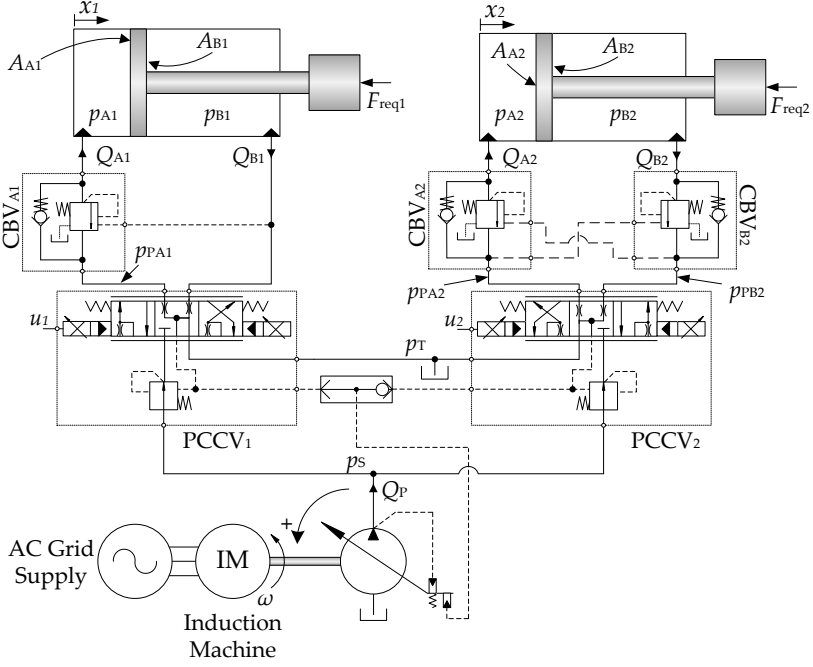 x1
x2
AA1
AB1
AA2
AB2
Freq1
Freq2
pA1
pB1
pA2
pB2
QA1
QB1
QA2
QB2
CBVA1
CBVA2
CBVB2
pPA1
pPA2
pPB2
u1
u2
pT
PCCV1
PCCV2
pS
QP
+
AC Grid
Supply
IM
ω
Induction
Machine